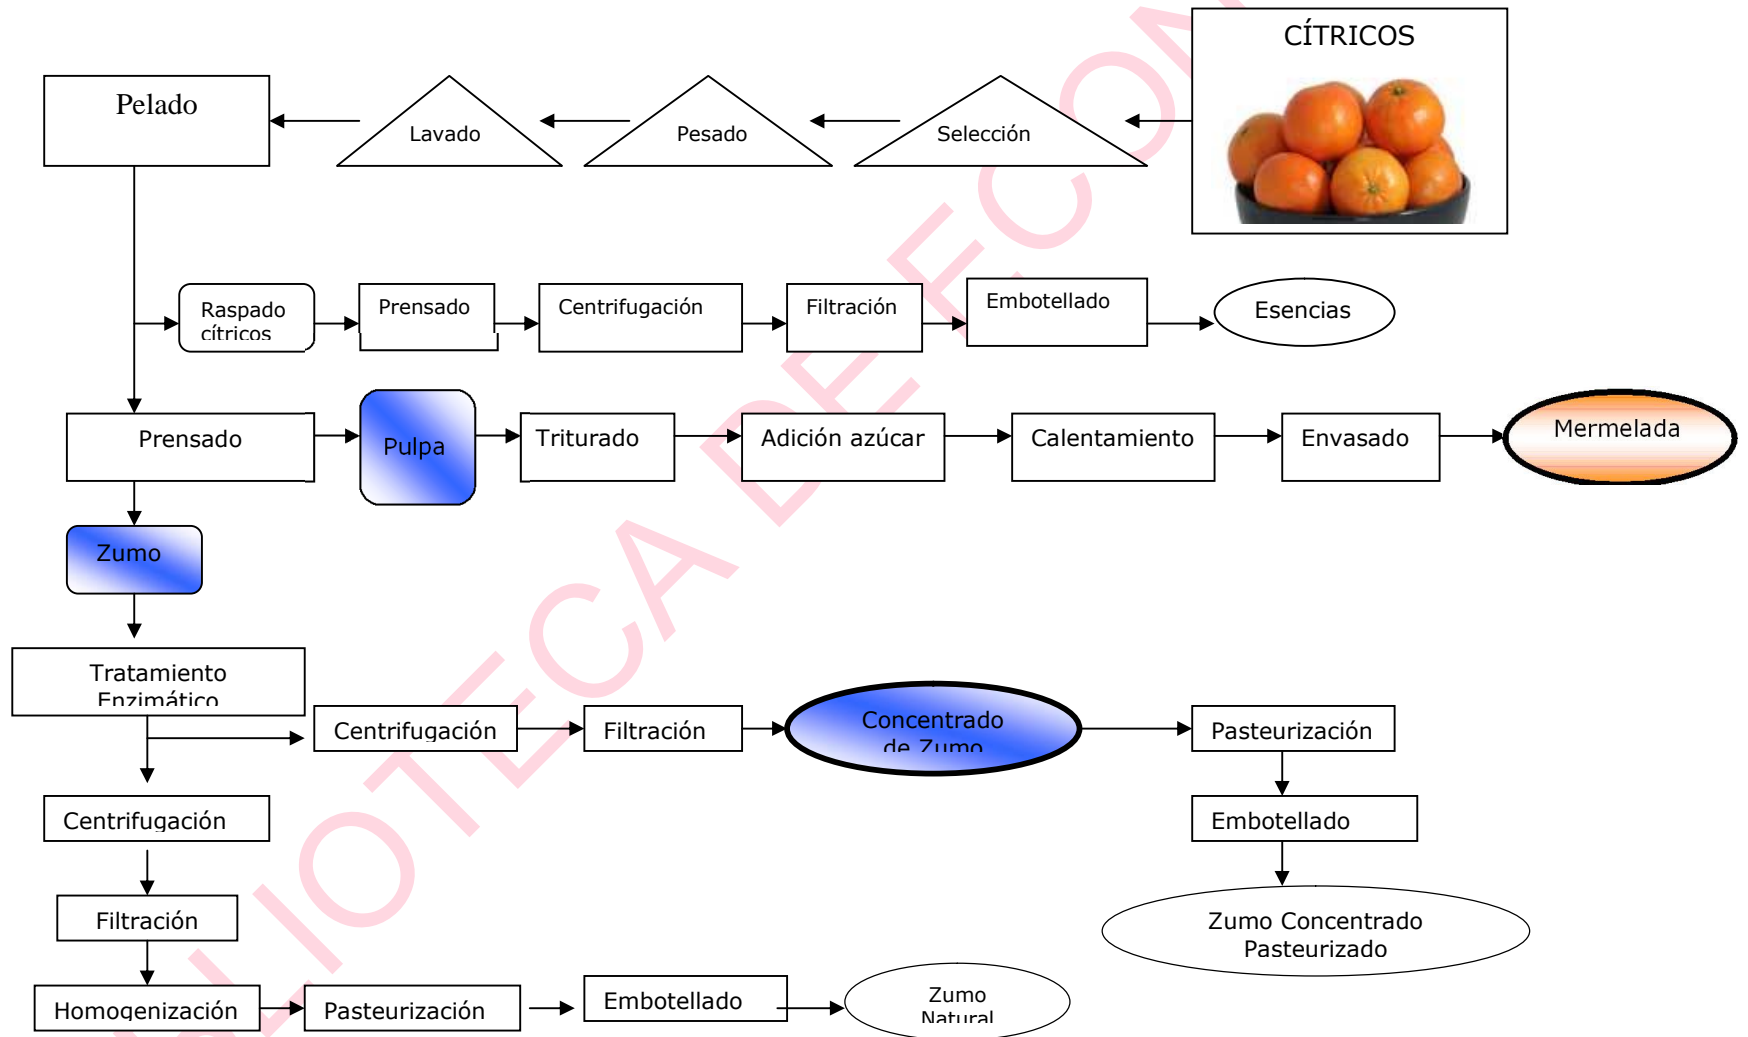 CÍTRICOS
Pelado
Lavado
Pesado
Selección
Raspado
cítricos
Prensado
Centrifugación
Filtración
Embotellado
Esencias
Prensado
Pulpa
Triturado
Adición azúcar
Calentamiento
Envasado
Mermelada
Zumo
Tratamiento
Enzimático
Centrifugación
Filtración
Concentrado
de Zumo
Pasteurización
Centrifugación
Embotellado
Filtración
Zumo Concentrado
Pasteurizado
Homogenización
Pasteurización
Embotellado
Zumo
Natural